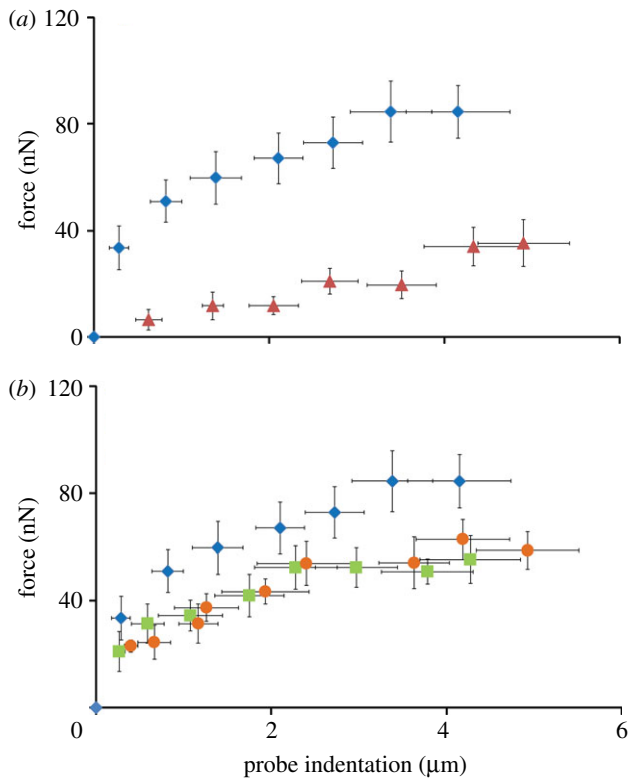 (a) 120
80
force (nN)
40
0
(b) 120
80
force (nN)
40
0 2 4 6
probe indentation (μm)